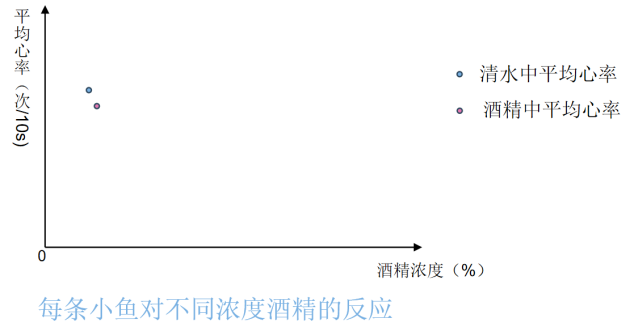 平均心率（次/10s）
清水中平均心率
酒精中平均心率
0
酒精浓度（%）
每条小鱼对不同浓度酒精的反应